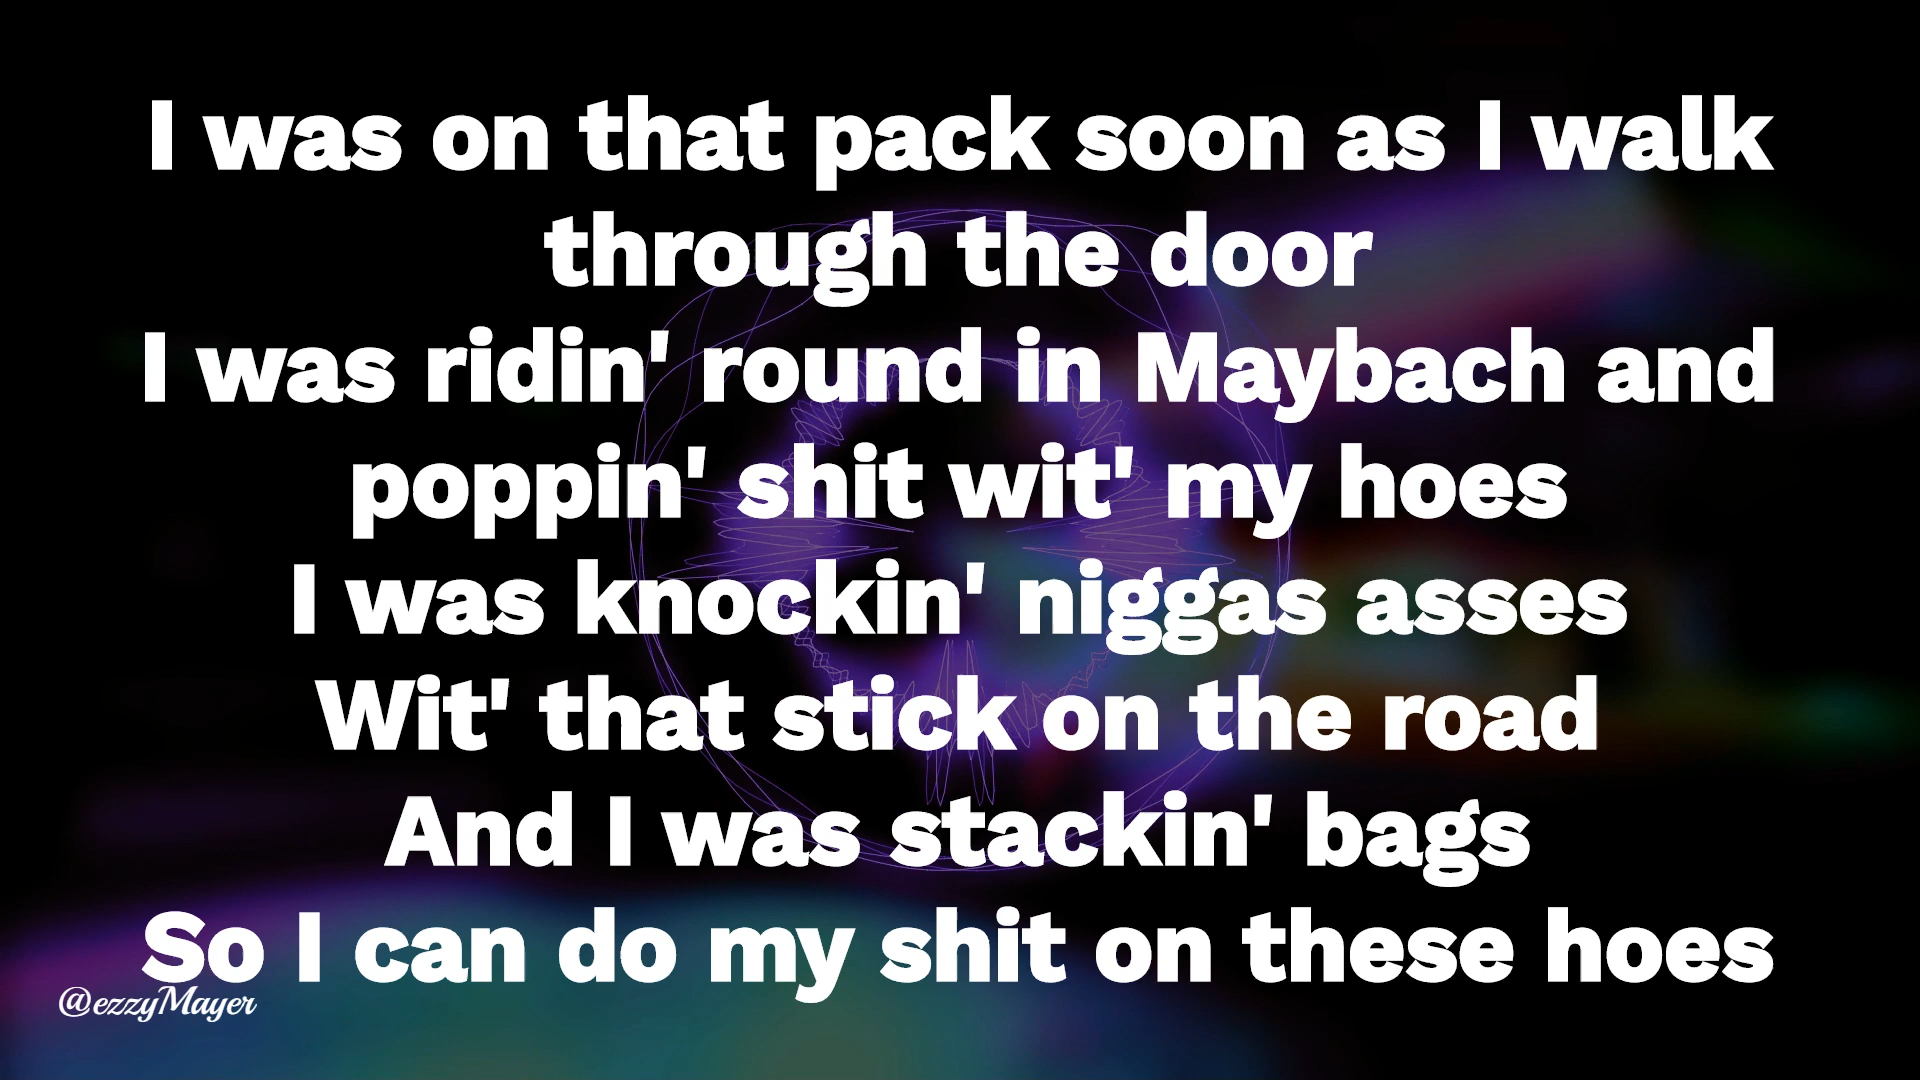 I was on that pack soon as I walk
through the door
I was ridin' round in Maybach and
poppin' shit wit' my hoes
I was knockin' niggas asses
Wit' that stick on the road
And I was stackin' bags
So I can do my shit on these hoes
@ezzyMayer